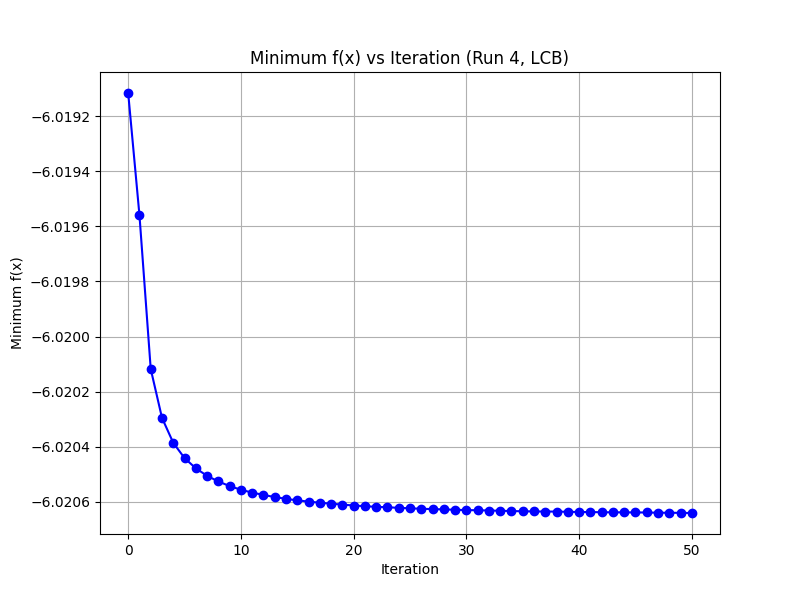 Minimum f(x) vs Iteration (Run 4, LCB)
Minimum f(x)
−6.0192
−6.0194
−6.0196
−6.0198
−6.0200
−6.0202
−6.0204
−6.0206
0 10 20 30 40 50
Iteration